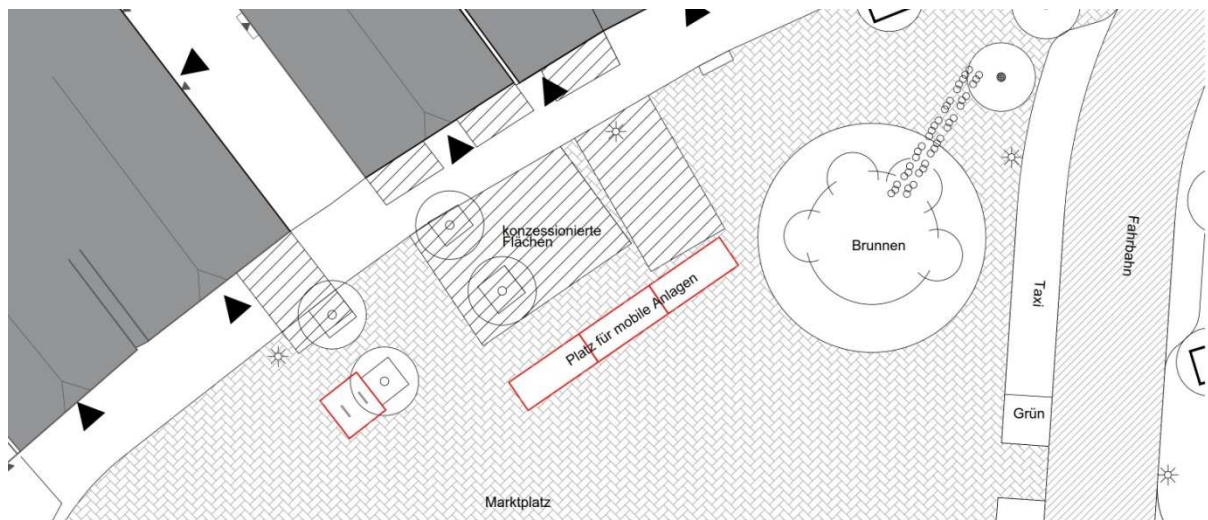 konzessionierte
Flächen
Brunnen
Fahrbahn
Taxi
Platz für mobile Anlagen
Grün
Marktplatz